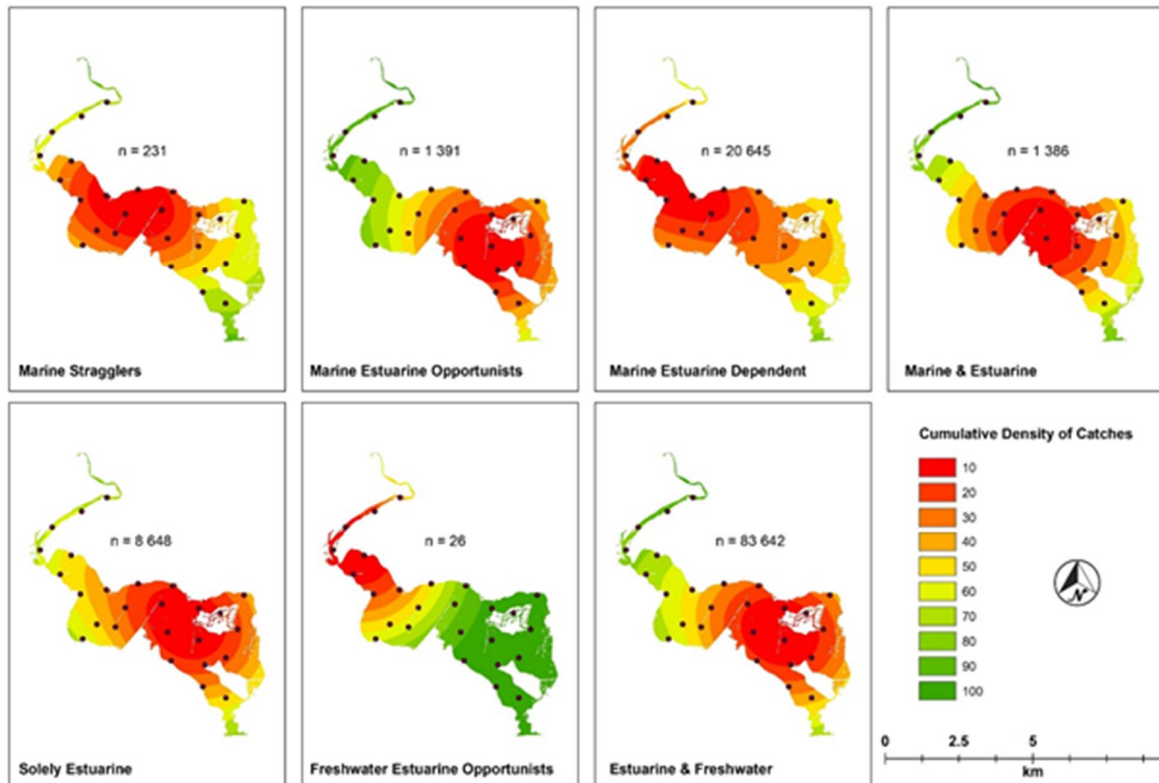 n = 231
Marine Stragglers
n = 1 391
Marine Estuarine Opportunists
n = 20 645
Marine Estuarine Dependent
n = 1 386
Marine & Estuarine
n = 8 648
Solely Estuarine
n = 26
Freshwater Estuarine Opportunists
n = 83 642
Estuarine & Freshwater
Cumulative Density of Catches
10
20
30
40
50
60
70
80
90
100
N
0 2.5 5
km